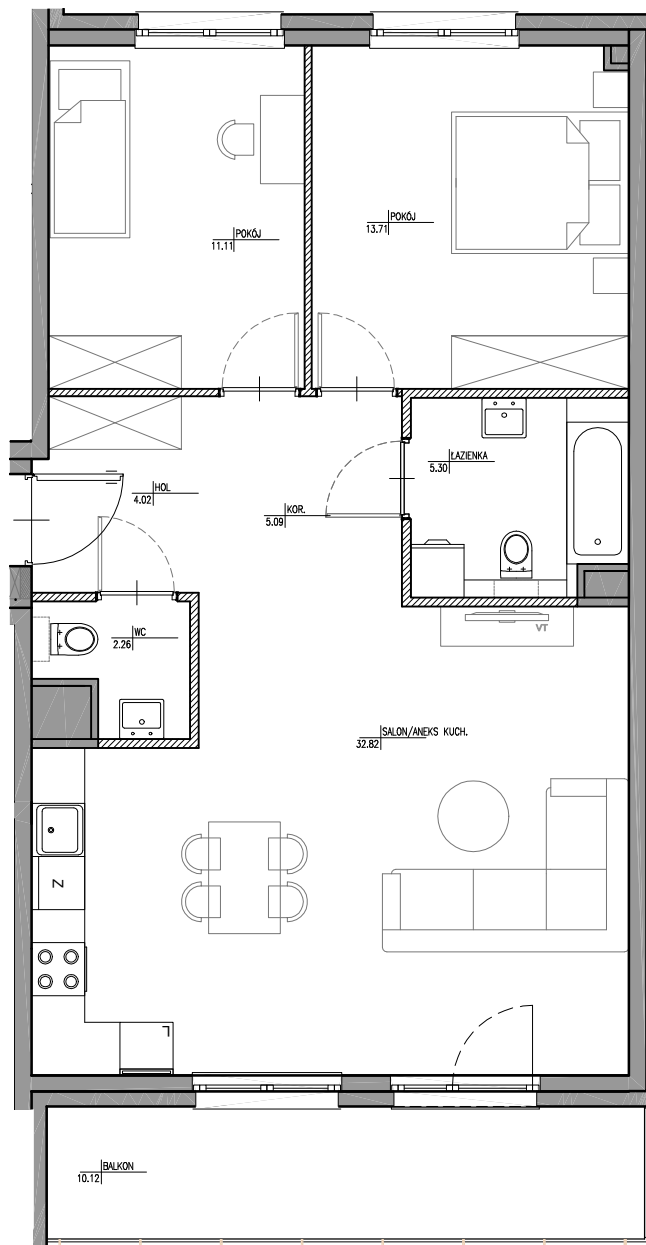 POKÓJ
11.11
POKÓJ
13.71
ŁAZIENKA
5.30
HOL
4.02
KOR.
5.09
WC
2.26
VT
SALON/ANEKS KUCH.
32.82
Z
BALKON
10.12